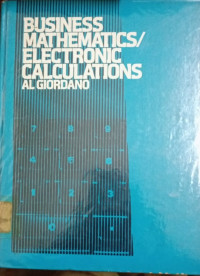 BUSINESS
MATHEMATICS/
ELECTRONIC
CALCULATIONS
AL GIORDANO
7 8 9
4 5 6
1 2 3
0 .